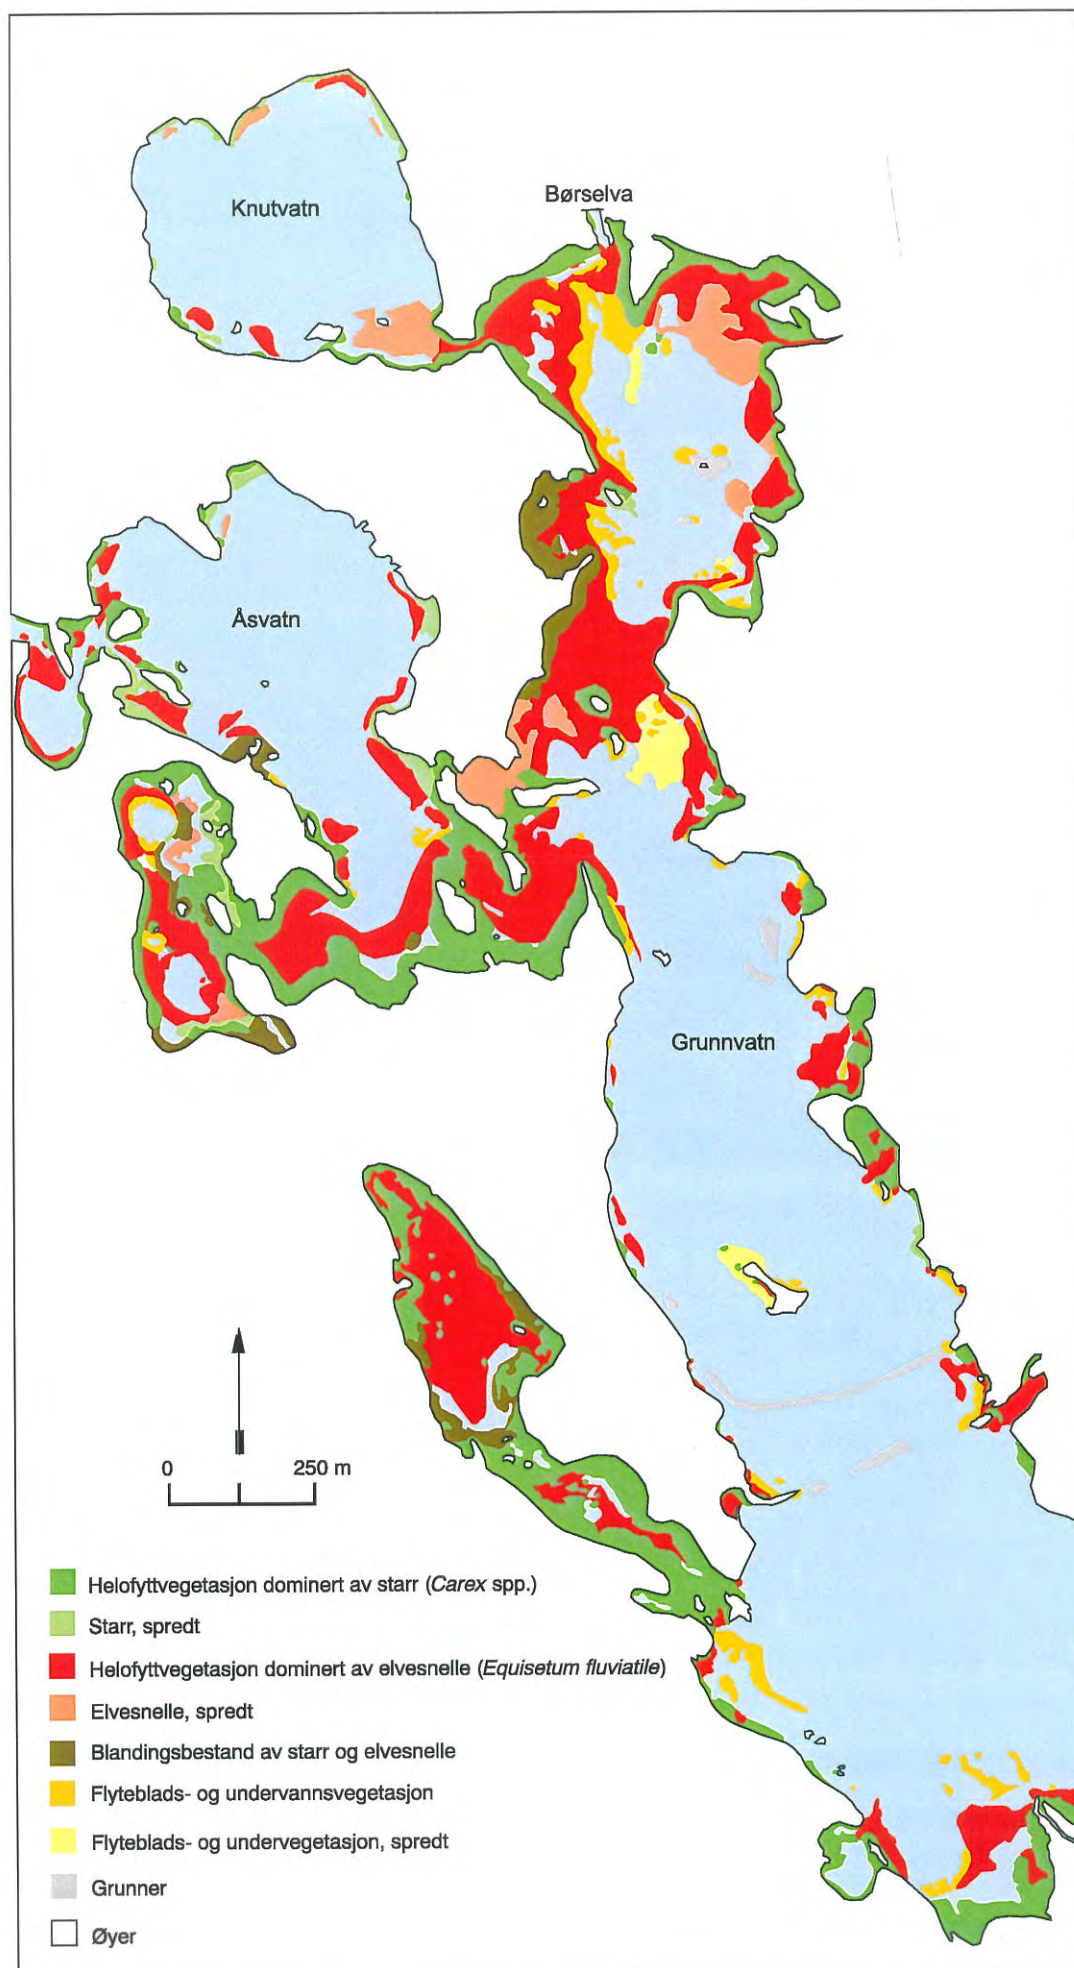 Knutvatn
Børselva
Åsvatn
Grunnvatn
0 250 m
Helofyttvegetasjon dominert av starr (Carex spp.)
Starr, spredt
Helofyttvegetasjon dominert av elvesnelle (Equisetum fluviatile)
Elvesnelle, spredt
Blandingsbestand av starr og elvesnelle
Flyteblads- og undervannsvegetasjon
Flyteblads- og undervegetasjon, spredt
Grunner
Øyer